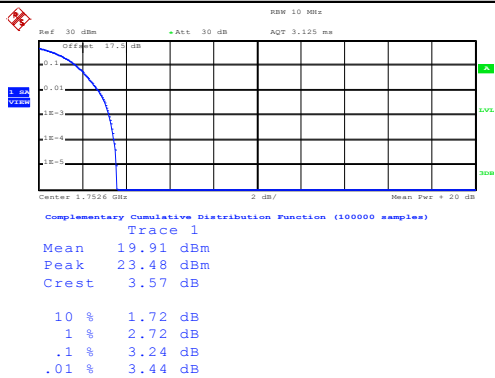 RBW 10 MHz
Ref 30 dBm * Att 30 dB AQT 3.125 ms
Offset 17.5 dB
0.1
A
0.01
1 SA
VIEW
1E-3
LVL
1E-4
1E-5
3DB
Center 1.7526 GHz 2 dB/ Mean Pwr + 20 dB
Complementary Cumulative Distribution Function (100000 samples)
Trace 1
Mean 19.91 dBm
Peak 23.48 dBm
Crest 3.57 dB
10 % 1.72 dB
1 % 2.72 dB
.1 % 3.24 dB
.01 % 3.44 dB